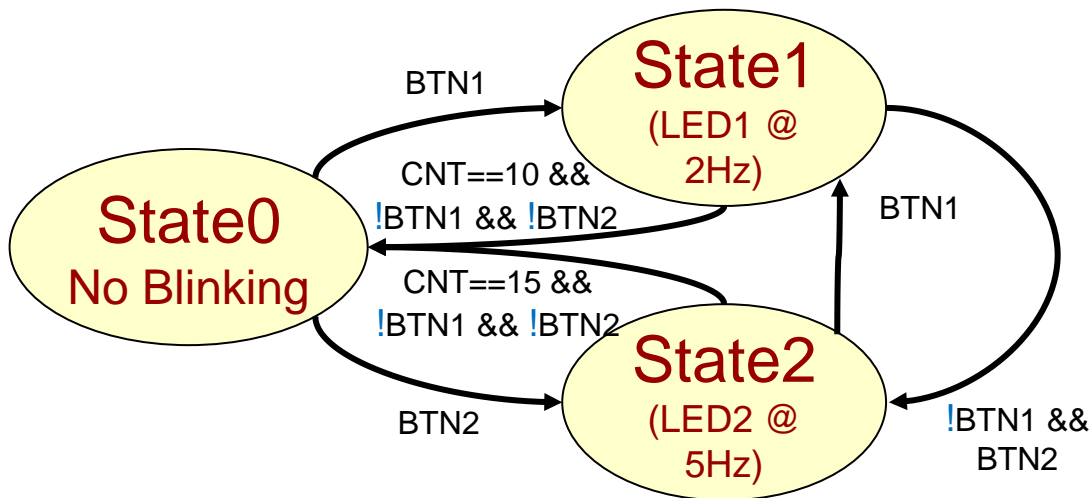 BTN1
State1
(LED1 @
2Hz)
CNT==10 &&
!BTN1 && !BTN2
State0
No Blinking
BTN1
CNT==15 &&
!BTN1 && !BTN2
BTN2
State2
(LED2 @
5Hz)
!BTN1 &&
BTN2